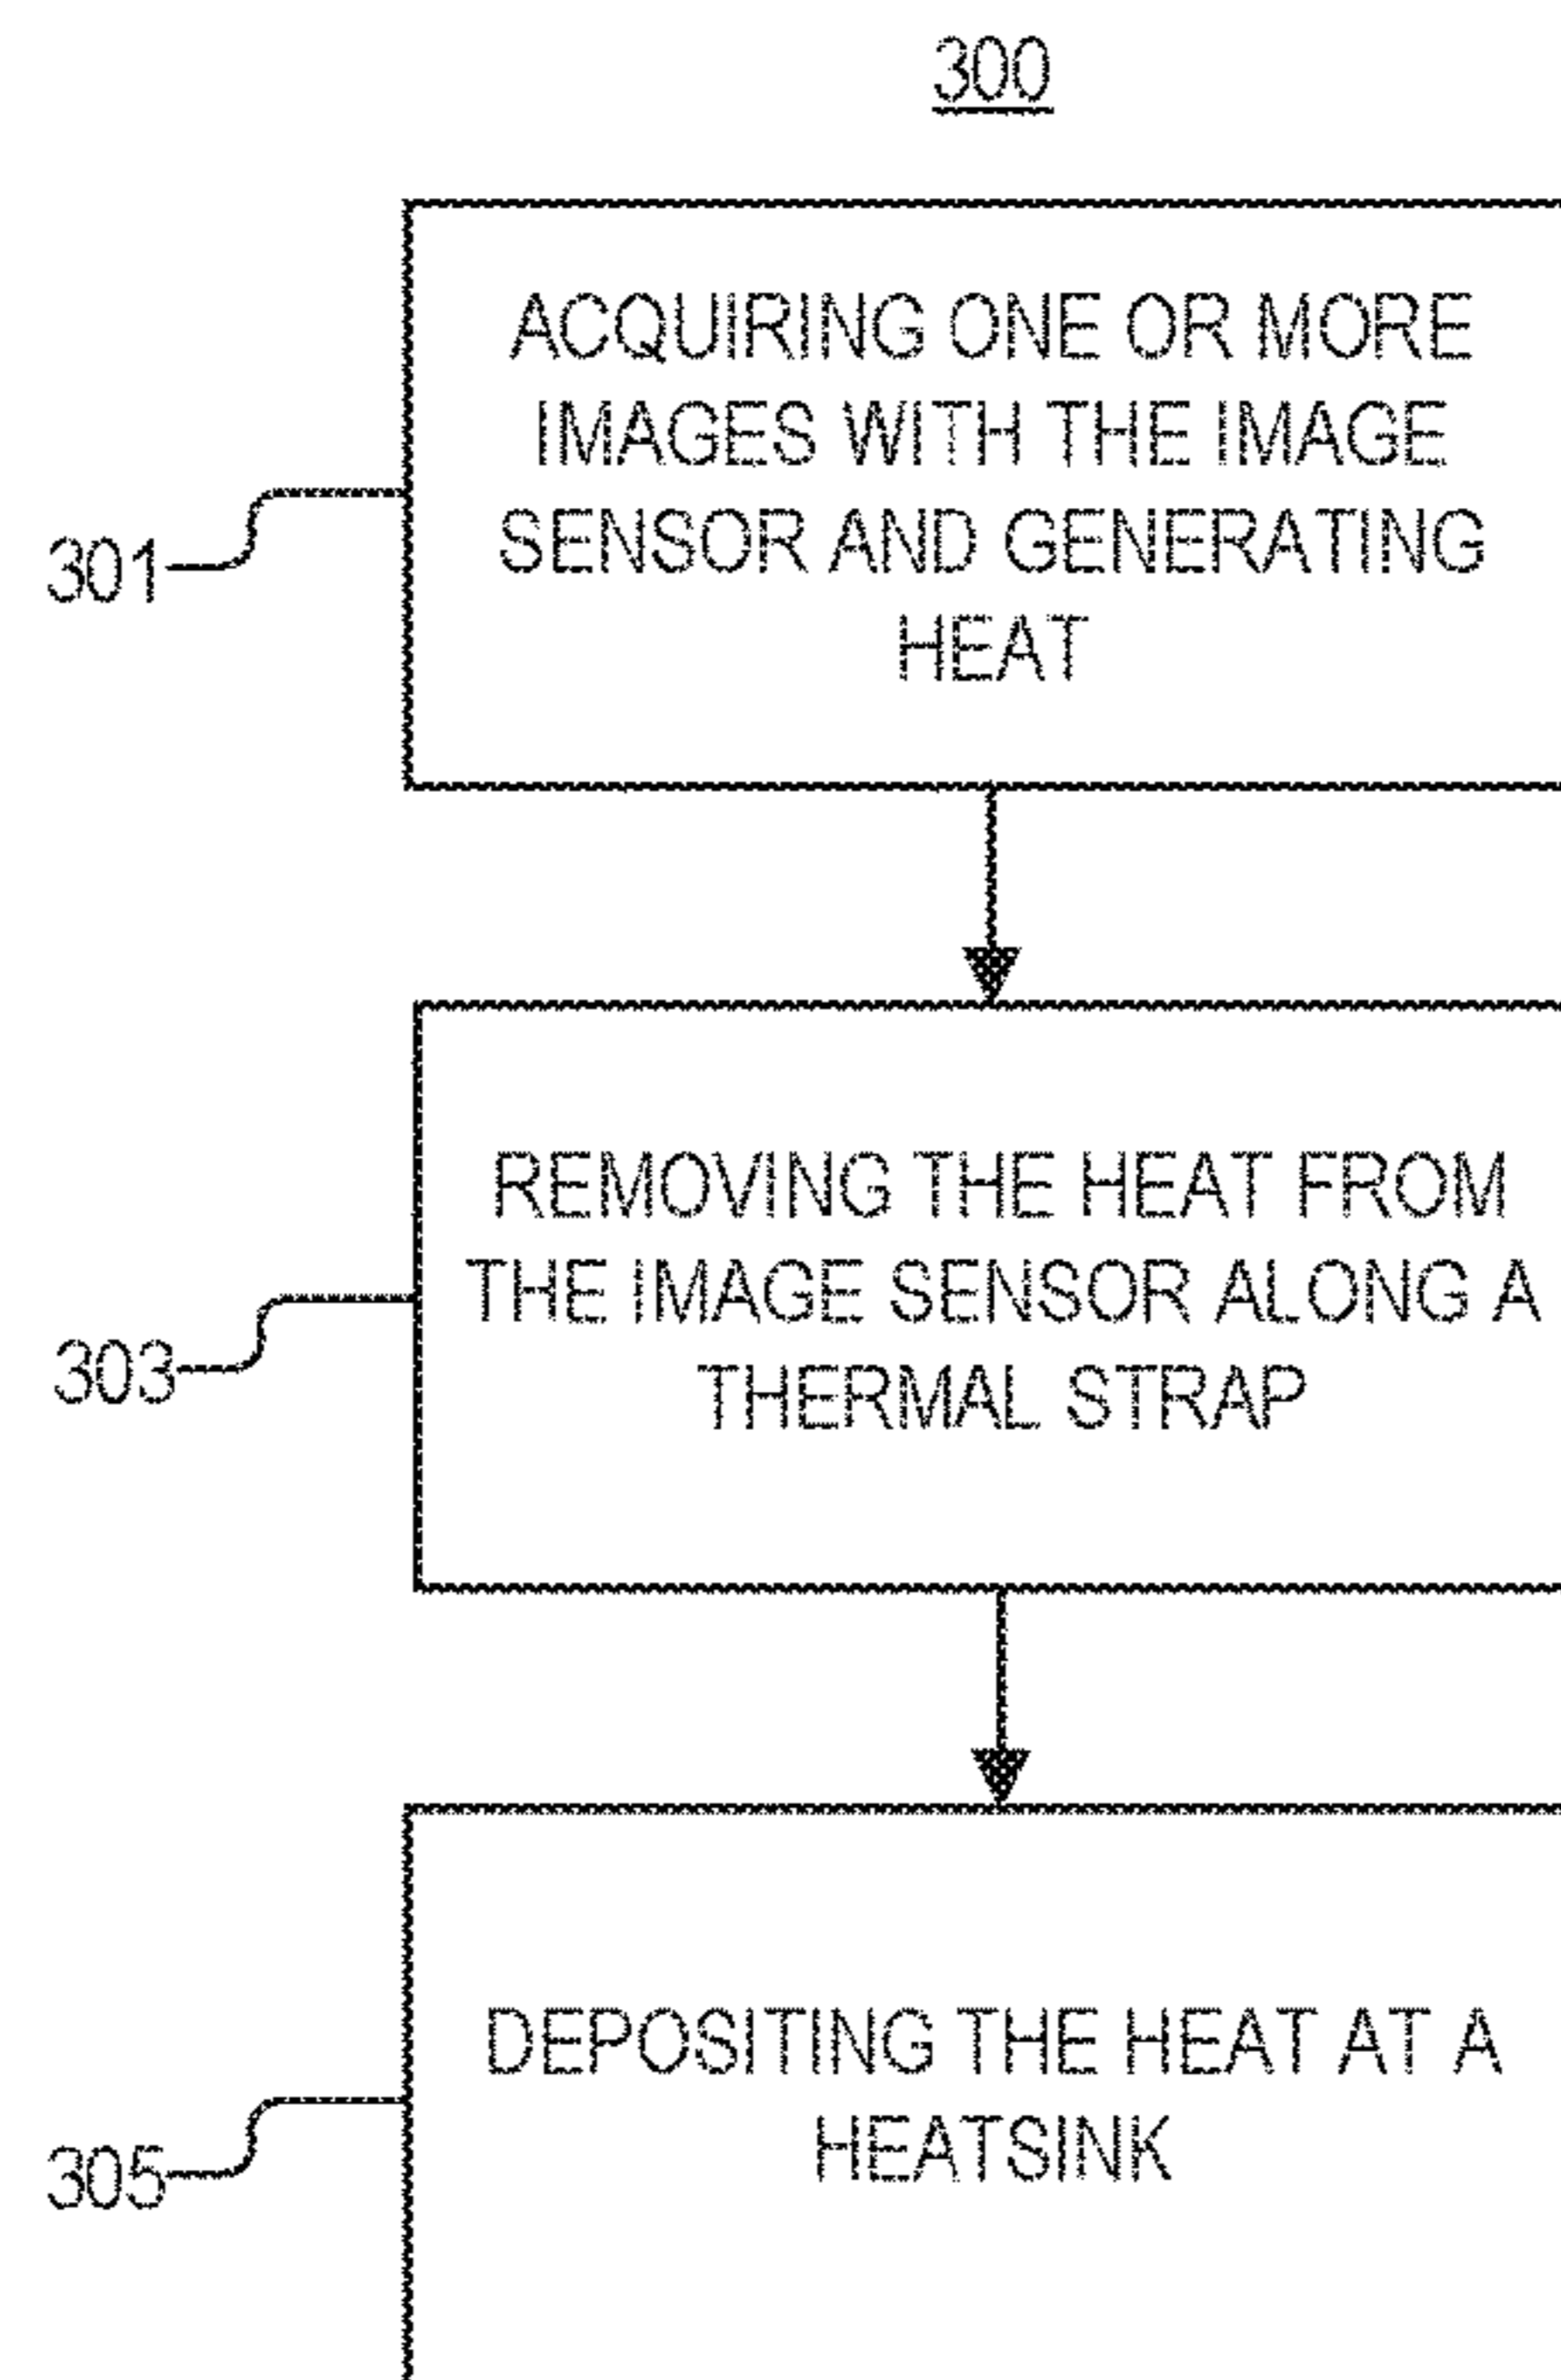 300
ACQUIRING ONE OR MORE
IMAGES WITH THE IMAGE
SENSOR AND GENERATING
HEAT
301
REMOVING THE HEAT FROM
THE IMAGE SENSOR ALONG A
THERMAL STRAP
303
DEPOSITING THE HEAT AT A
HEATSINK
305